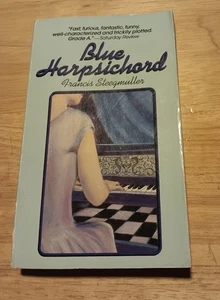 "Fast, furious, fantastic, funny,
well-characterized and trickily plotted.
Grade A."—Saturday Review
Blue
Harpsichord
Francis Steegmuller